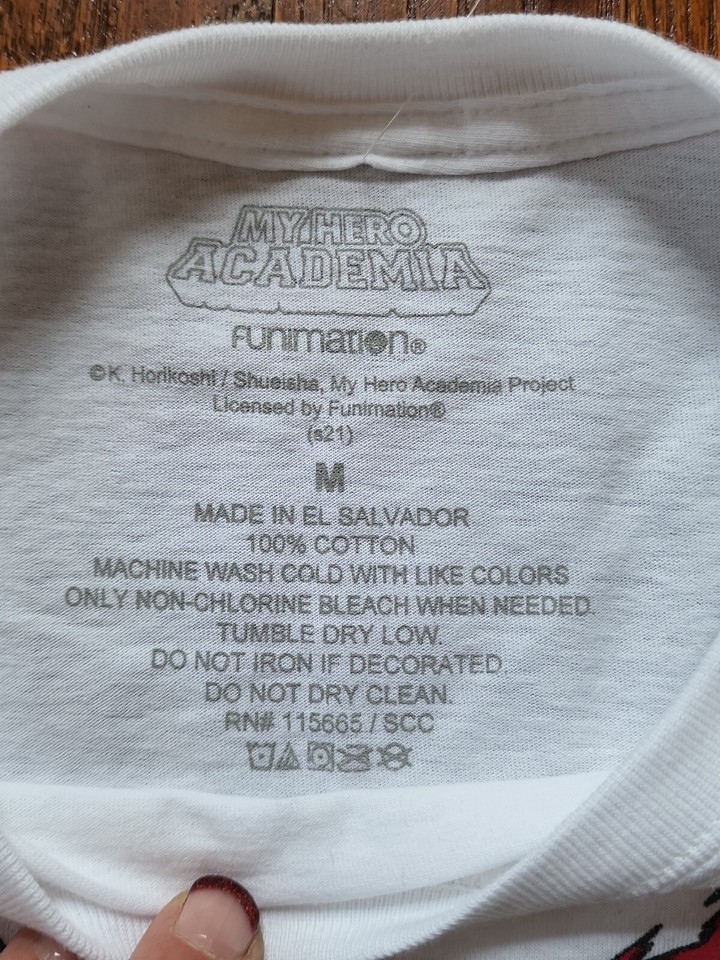 MY HERO
ACADEMIA
FUNIMATION®
©K. Horikoshi / Shueisha, My Hero Academia Project
Licensed by Funimation®
(s21)
M
MADE IN EL SALVADOR
100% COTTON
MACHINE WASH COLD WITH LIKE COLORS
ONLY NON-CHLORINE BLEACH WHEN NEEDED.
TUMBLE DRY LOW.
DO NOT IRON IF DECORATED.
DO NOT DRY CLEAN.
RN# 115665 / SCC